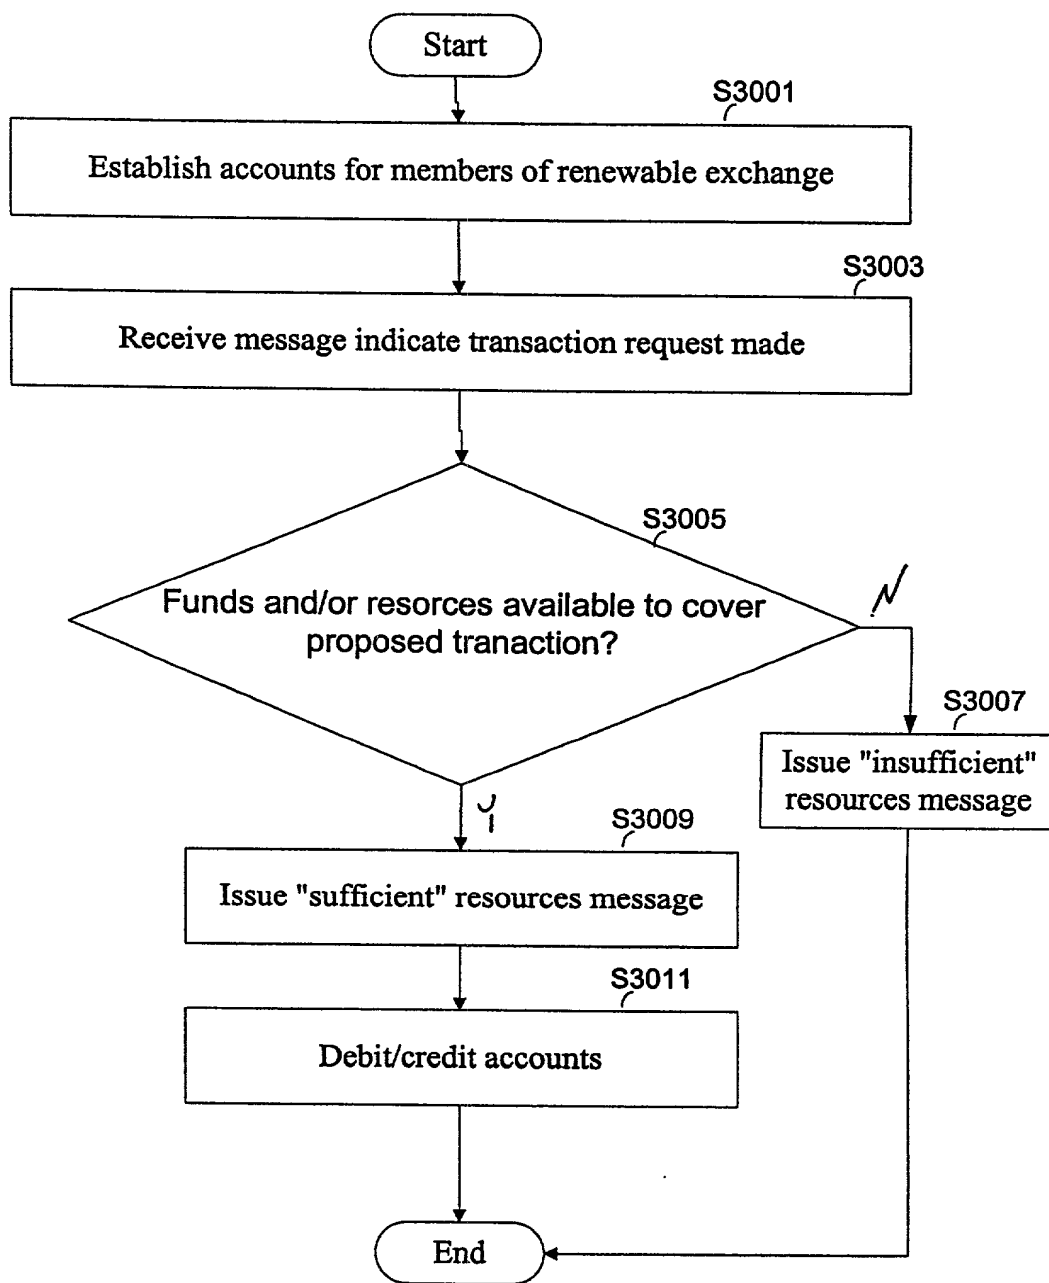 Start
S3001
Establish accounts for members of renewable exchange
S3003
Receive message indicate transaction request made
S3005
Funds and/or resorces available to cover
proposed tranaction?
N
S3007
Issue "insufficient"
resources message
Y
S3009
Issue "sufficient" resources message
S3011
Debit/credit accounts
End